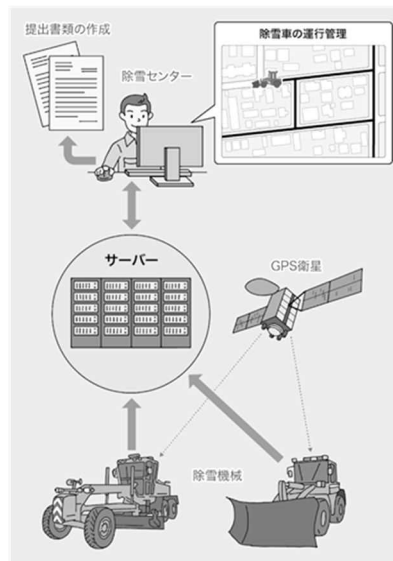 提出書類の作成
除雪センター
除雪車の運行管理
サーバー
GPS衛星
除雪機械